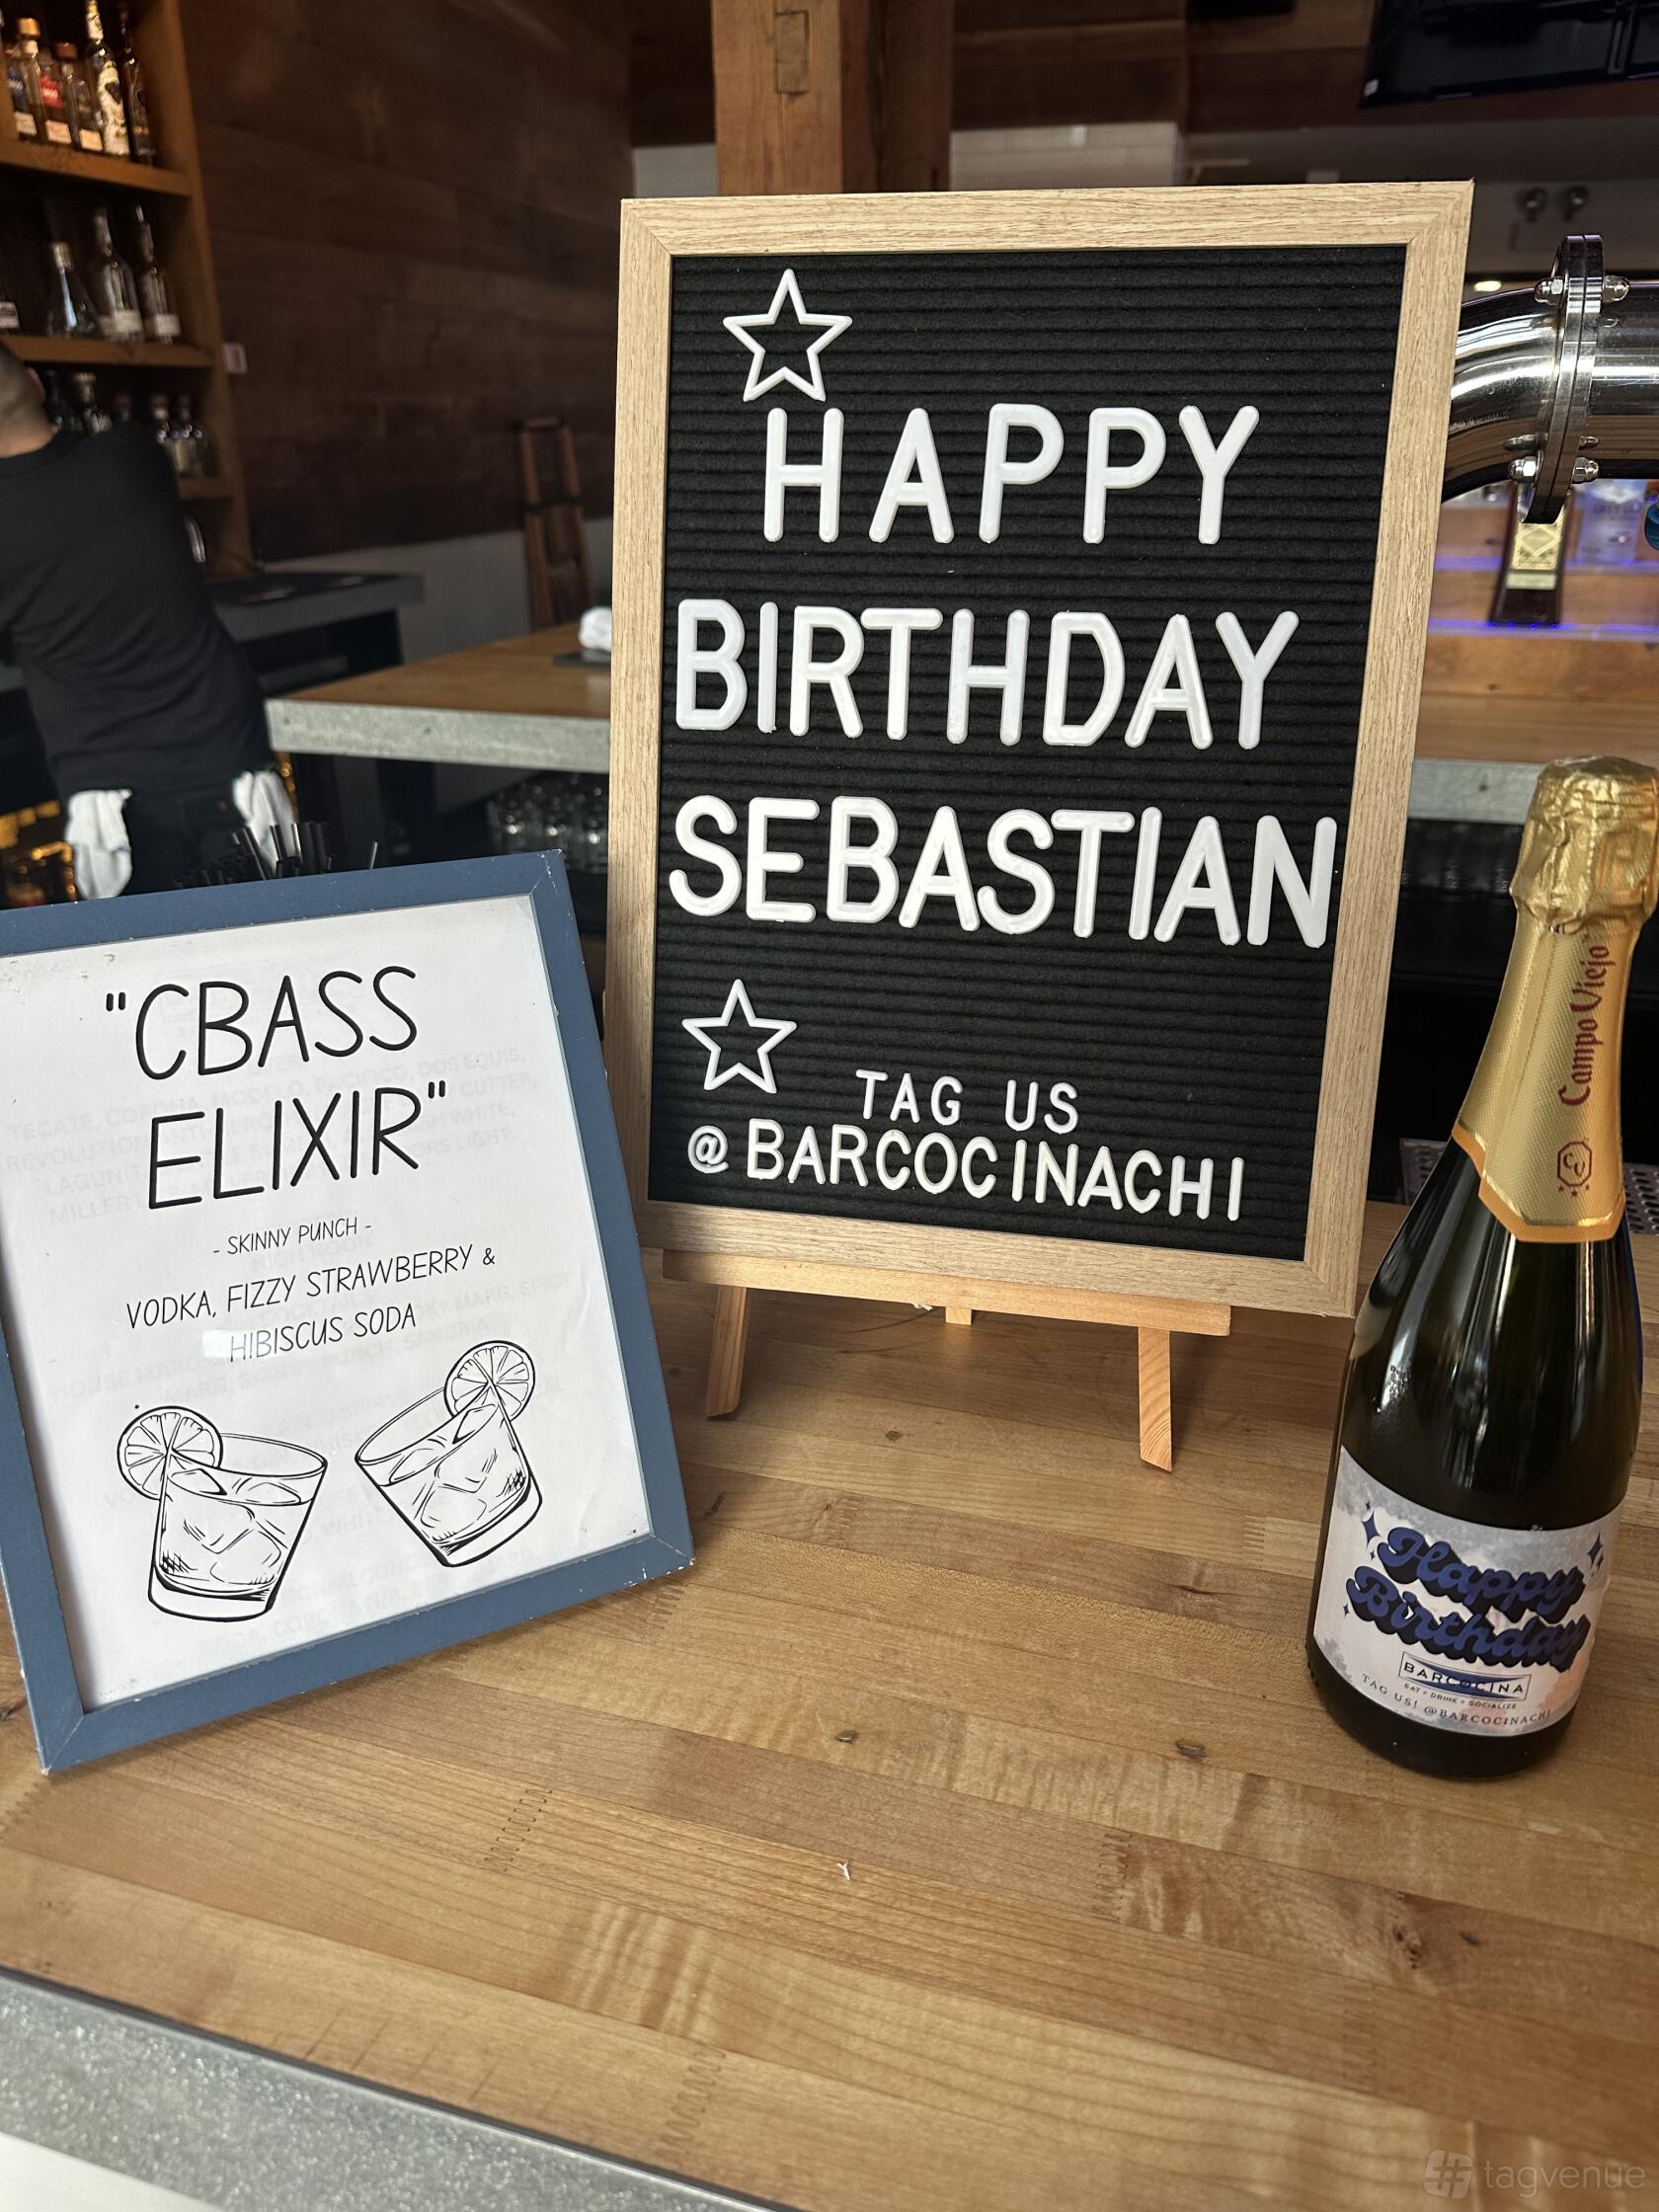 HAPPY
BIRTHDAY
SEBASTIAN
TAG US
@BARCOCINACHI
"CBASS
ELIXIR"
- SKINNY PUNCH -
VODKA, FIZZY STRAWBERRY &
HIBISCUS SODA
Campo Viejo
Happy
Birthday
BARCOCINA
EAT • DRINK • SOCIALIZE
TAG US! @BARCOCINACHI
tagvenue